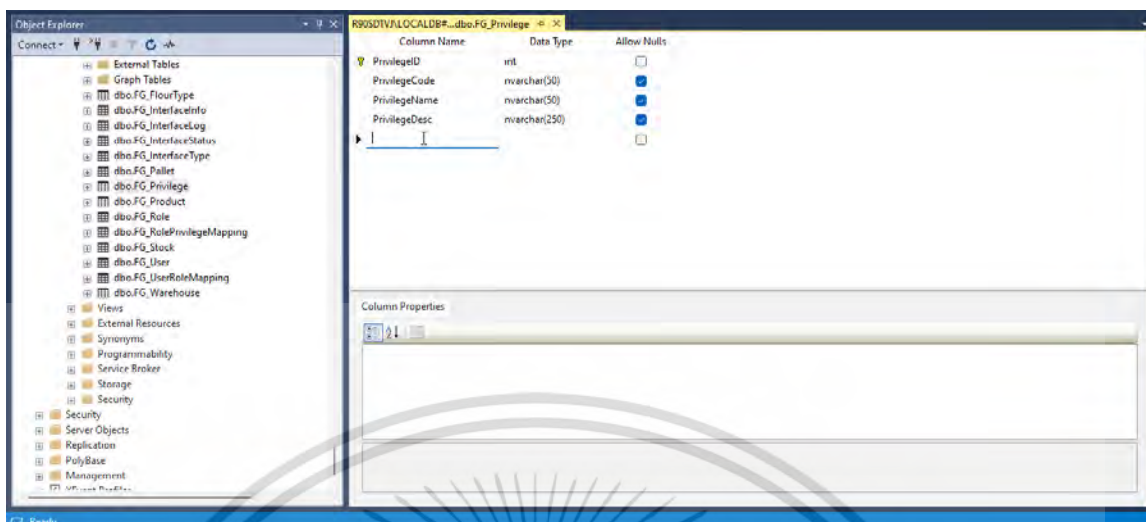 Object Explorer
Connect
External Tables
Graph Tables
dbo.FG_FlourType
dbo.FG_InterfaceInfo
dbo.FG_InterfaceLog
dbo.FG_InterfaceStatus
dbo.FG_InterfaceType
dbo.FG_Pallet
dbo.FG_Privilege
dbo.FG_Product
dbo.FG_Role
dbo.FG_RolePrivilegeMapping
dbo.FG_Stock
dbo.FG_User
dbo.FG_UserRoleMapping
dbo.FG_Warehouse
Views
External Resources
Synonyms
Programmability
Service Broker
Storage
Security
Security
Server Objects
Replication
PolyBase
Management
R90SDTVJ\LOCALDB#...dbo.FG_Privilege
Column Name Data Type Allow Nulls
PrivilegeID int
PrivilegeCode nvarchar(50)
PrivilegeName nvarchar(50)
PrivilegeDesc nvarchar(250)
Column Properties
Ready